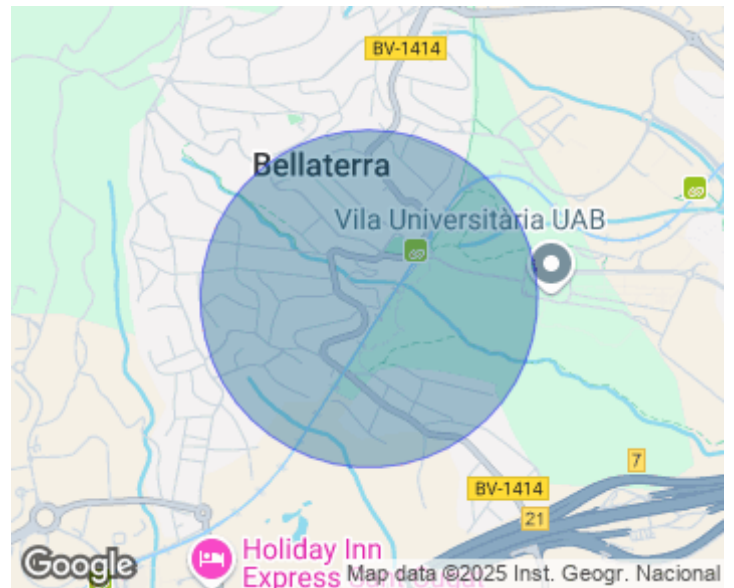 BV-1414
Bellaterra
Vila Universitària UAB
7
BV-1414
21
Holiday Inn
Express
Google
Map data ©2025 Inst. Geogr. Nacional